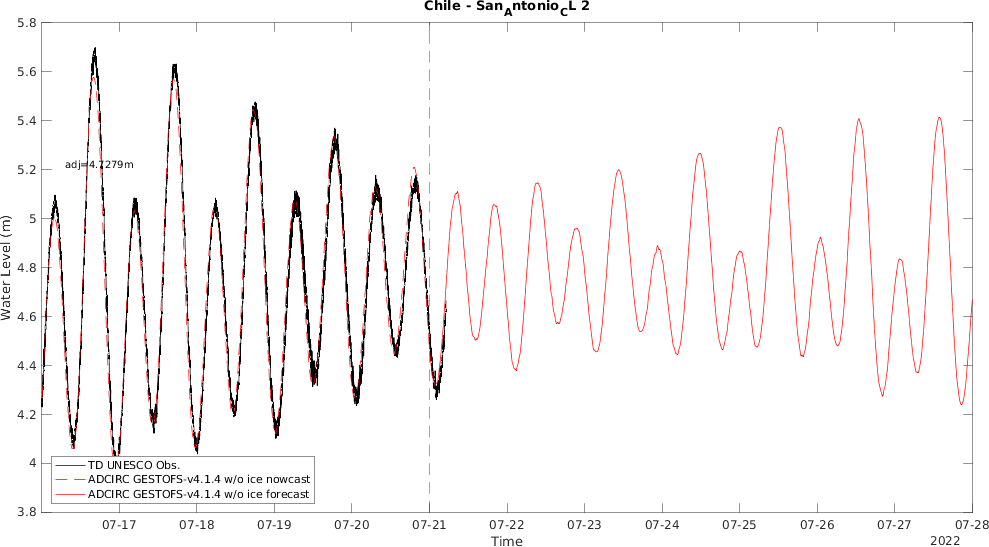 Chile - SanAntonioCL 2
5.8
5.6
5.4
5.2
5
4.8
4.6
4.4
4.2
4
3.8
Water Level (m)
adj=4.7279m
TD UNESCO Obs.
ADCIRC GESTOFS-v4.1.4 w/o ice nowcast
ADCIRC GESTOFS-v4.1.4 w/o ice forecast
07-17 07-18 07-19 07-20 07-21 07-22 07-23 07-24 07-25 07-26 07-27 07-28
Time
2022